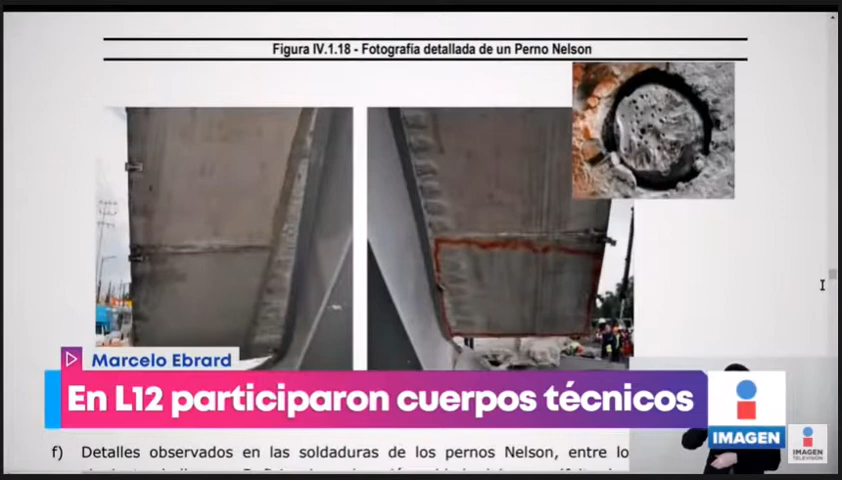 Figura IV.1.18 - Fotografía detallada de un Perno Nelson
Marcelo Ebrard
En L12 participaron cuerpos técnicos
IMAGEN
IMAGEN
TELEVISIÓN
f) Detalles observados en las soldaduras de los pernos Nelson, entre lo